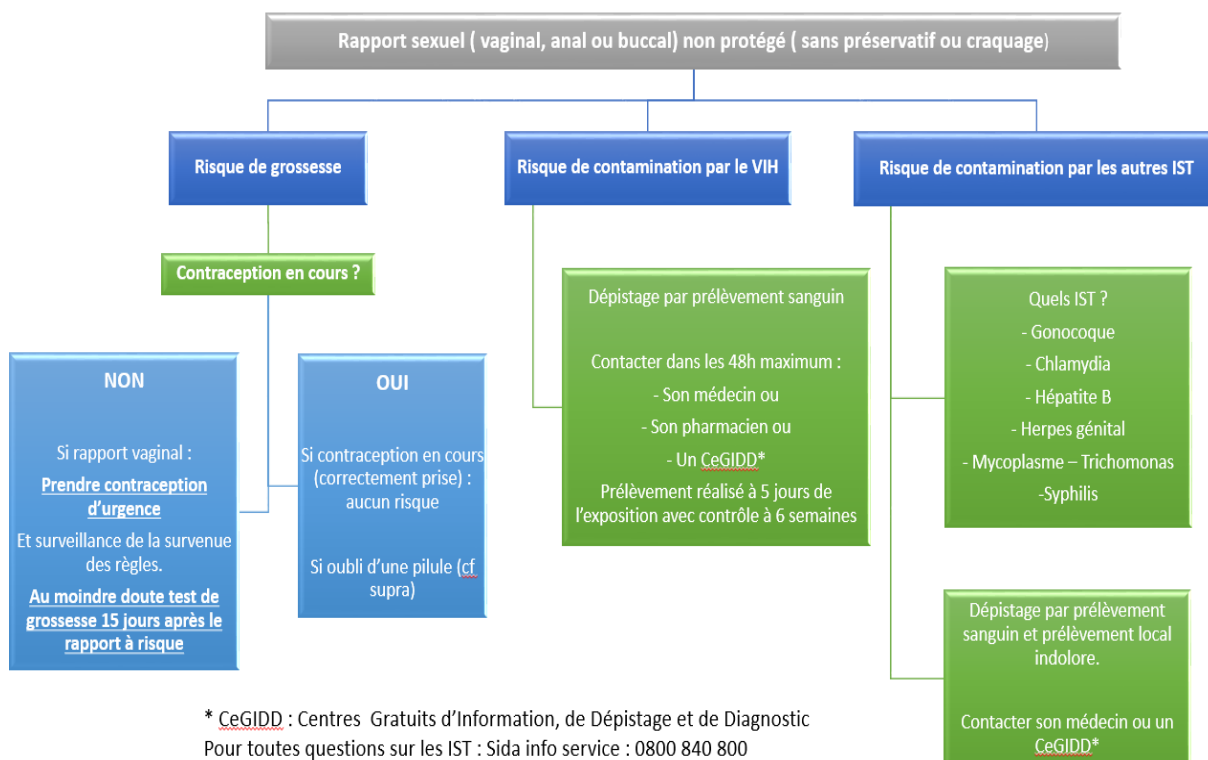 Rapport sexuel ( vaginal, anal ou buccal) non protégé ( sans préservatif ou craquage)
Risque de grossesse
Risque de contamination par le VIH
Risque de contamination par les autres IST
Contraception en cours ?
NON
Si rapport vaginal :
Prendre contraception
d'urgence
Et surveillance de la survenue
des règles.
Au moindre doute test de
grossesse 15 jours après le
rapport à risque
OUI
Si contraception en cours
(correctement prise) :
aucun risque
Si oubli d'une pilule (cf
supra)
Dépistage par prélèvement sanguin
Contacter dans les 48h maximum :
- Son médecin ou
- Son pharmacien ou
- Un CeGIDD*
Prélèvement réalisé à 5 jours de
l'exposition avec contrôle à 6 semaines
Quels IST ?
- Gonocoque
- Chlamydia
- Hépatite B
- Herpes génital
- Mycoplasme – Trichomonas
-Syphilis
Dépistage par prélèvement
sanguin et prélèvement local
indolore.
Contacter son médecin ou un
CeGIDD*
* CeGIDD : Centres Gratuits d'Information, de Dépistage et de Diagnostic
Pour toutes questions sur les IST : Sida info service : 0800 840 800